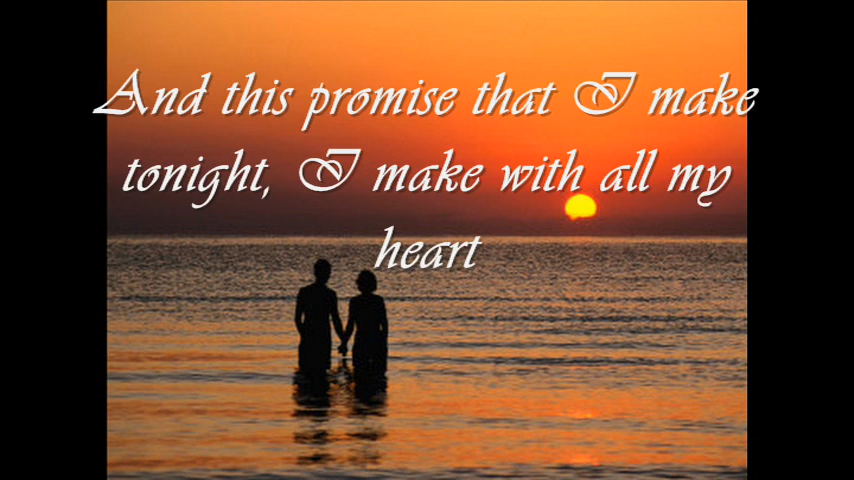 And this promise that I make
tonight, I make with all my
heart